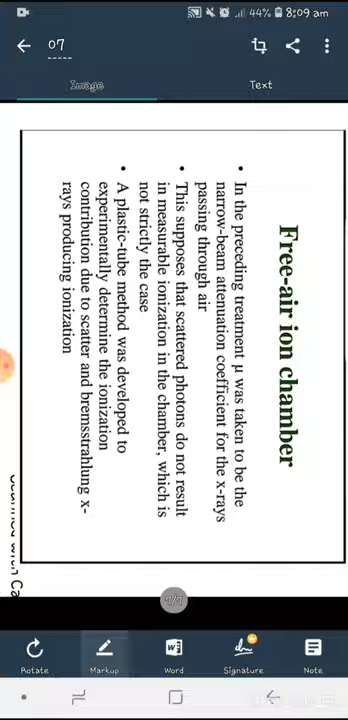 44% 8:09 am
07
Image
Text
Free-air ion chamber
• In the preceding treatment μ was taken to be the
narrow-beam attenuation coefficient for the x-rays
passing through air
• This supposes that scattered photons do not result
in measurable ionization in the chamber, which is
not strictly the case
• A plastic-tube method was developed to
experimentally determine the ionization
contribution due to scatter and bremsstrahlung x-
rays producing ionization
7/7
Rotate
Markup
Word
Signature
Note